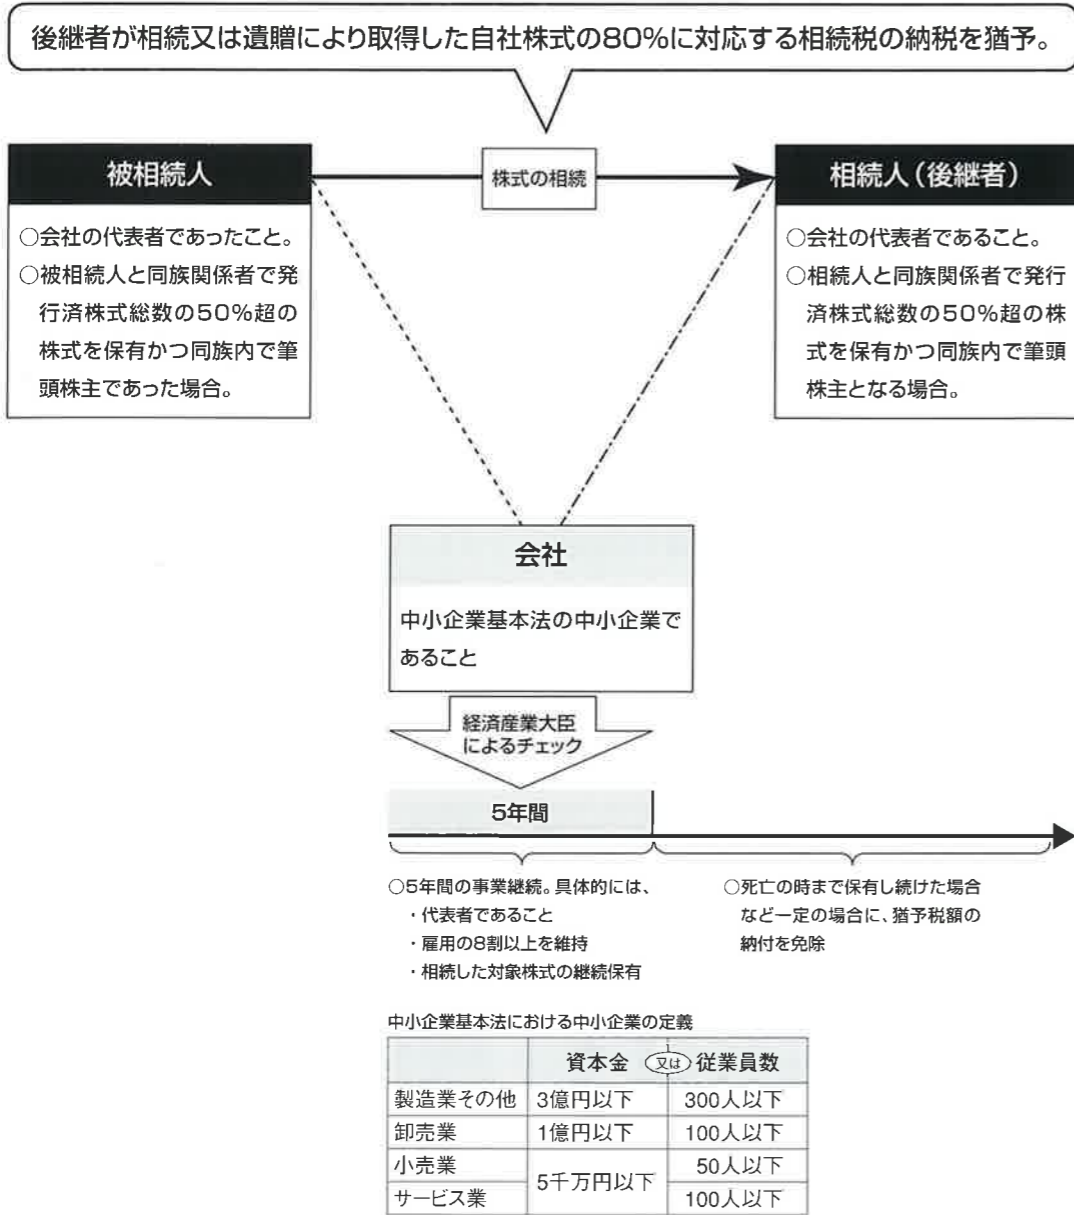 後継者が相続又は遺贈により取得した自社株式の80％に対応する相続税の納税を猶予。
被相続人
○会社の代表者であったこと。
○被相続人と同族関係者で発
行済株式総数の50％超の
株式を保有かつ同族内で筆
頭株主であった場合。
株式の相続
相続人（後継者）
○会社の代表者であること。
○相続人と同族関係者で発行
済株式総数の50％超の株
式を保有かつ同族内で筆頭
株主となる場合。
会社
中小企業基本法の中小企業で
あること
経済産業大臣
によるチェック
5年間
○5年間の事業継続。具体的には、
・代表者であること
・雇用の8割以上を維持
・相続した対象株式の継続保有
○死亡の時まで保有し続けた場合
など一定の場合に、猶予税額の
納付を免除
中小企業基本法における中小企業の定義
資本金 又は 従業員数
製造業その他 3億円以下 300人以下
卸売業 1億円以下 100人以下
小売業 5千万円以下 50人以下
サービス業 100人以下